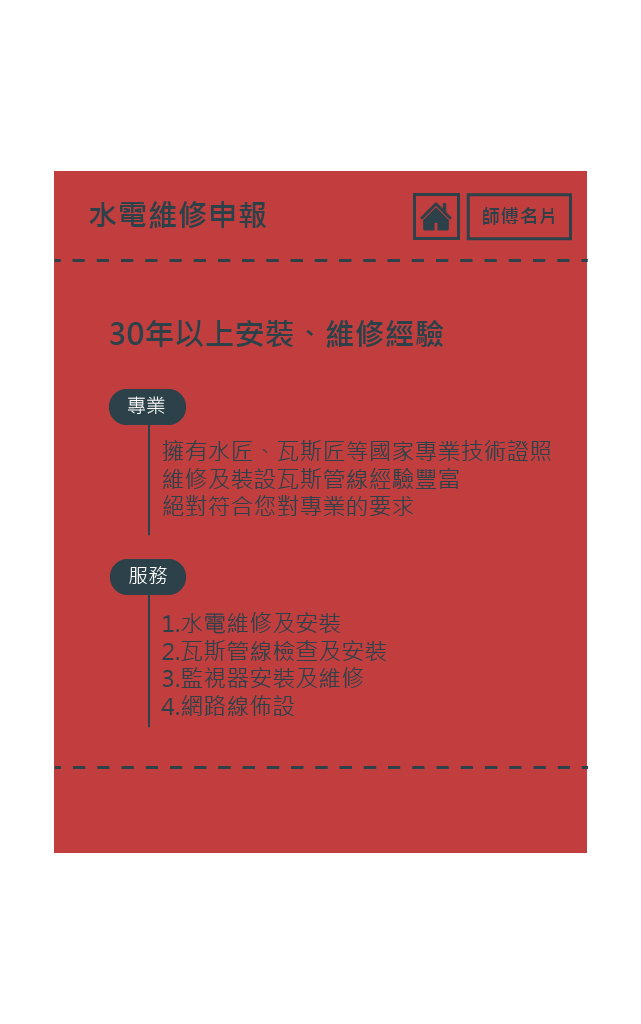 水電維修申報
師傅名片
30年以上安裝、維修經驗
專業
擁有水匠、瓦斯匠等國家專業技術證照
維修及裝設瓦斯管線經驗豐富
絕對符合您對專業的要求
服務
1.水電維修及安裝
2.瓦斯管線檢查及安裝
3.監視器安裝及維修
4.網路線佈設